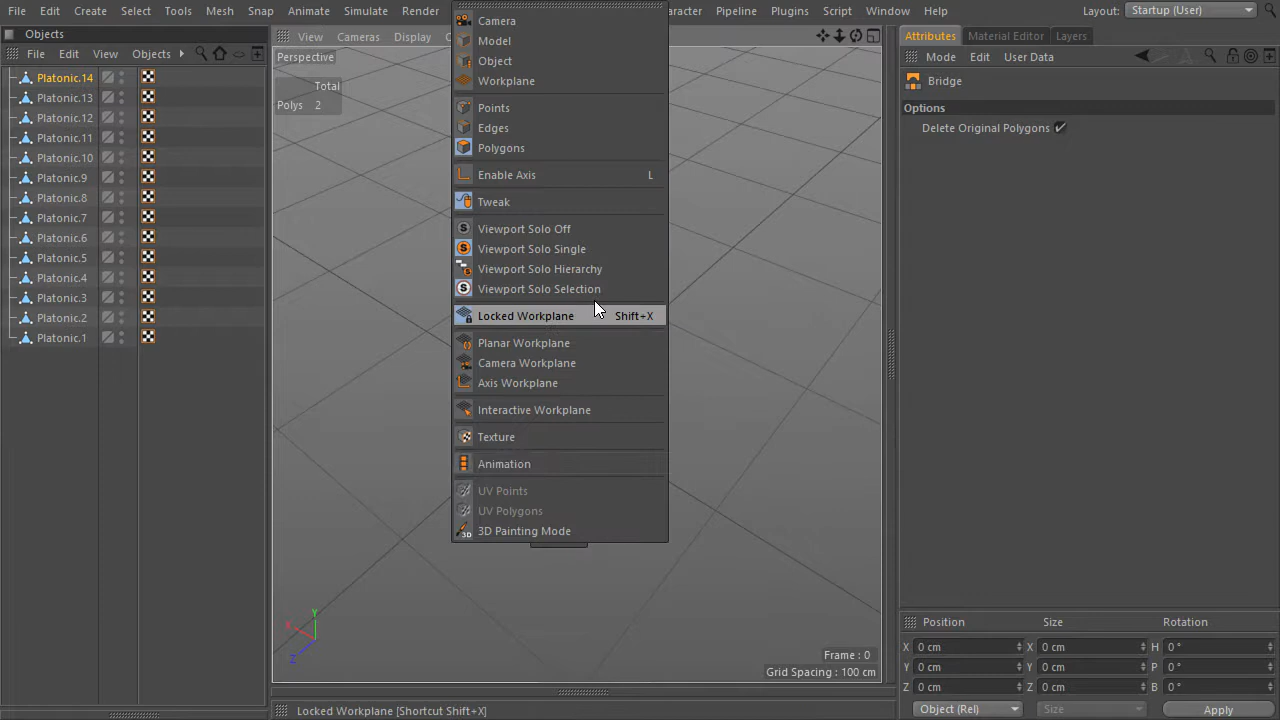 File Edit Create Select Tools Mesh Snap Animate Simulate Render Character Pipeline Plugins Script Window Help Layout: Startup (User)
Objects
File Edit View Objects
Platonic.14
Platonic.13
Platonic.12
Platonic.11
Platonic.10
Platonic.9
Platonic.8
Platonic.7
Platonic.6
Platonic.5
Platonic.4
Platonic.3
Platonic.2
Platonic.1
View Cameras Display
Perspective
Total
Polys 2
Camera
Model
Object
Workplane
Points
Edges
Polygons
Enable Axis L
Tweak
Viewport Solo Off
Viewport Solo Single
Viewport Solo Hierarchy
Viewport Solo Selection
Locked Workplane Shift+X
Planar Workplane
Camera Workplane
Axis Workplane
Interactive Workplane
Texture
Animation
UV Points
UV Polygons
3D Painting Mode
Y
X
Z
Frame : 0
Grid Spacing : 100 cm
Locked Workplane [Shortcut Shift+X]
Attributes Material Editor Layers
Mode Edit User Data
Bridge
Options
Delete Original Polygons
Position Size Rotation
X 0 cm X 0 cm H 0 °
Y 0 cm Y 0 cm P 0 °
Z 0 cm Z 0 cm B 0 °
Object (Rel) Size Apply